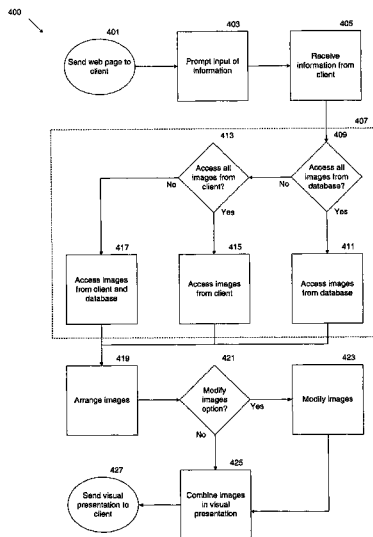 400
401
Send web page to
client
403
Prompt input of
information
405
Receive
information from
client
407
413
Access all
images from
client?
No
Yes
409
Access all
images from
database?
No
Yes
417
Access images
from client and
database
415
Access images
from client
411
Access images
from database
419
Arrange images
421
Modify
images
option?
Yes
No
423
Modify images
427
Send visual
presentation to
client
425
Combine images
in visual
presentation